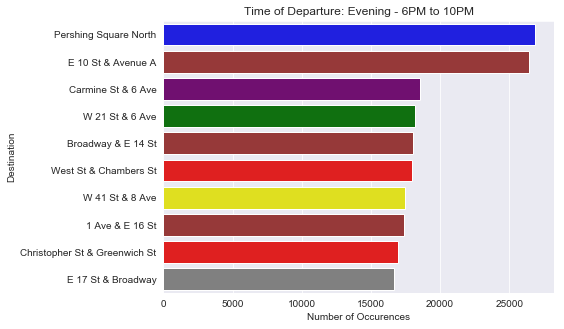 Time of Departure: Evening - 6PM to 10PM
Pershing Square North
E 10 St & Avenue A
Carmine St & 6 Ave
W 21 St & 6 Ave
Broadway & E 14 St
West St & Chambers St
W 41 St & 8 Ave
1 Ave & E 16 St
Christopher St & Greenwich St
E 17 St & Broadway
Destination
0 5000 10000 15000 20000 25000
Number of Occurences